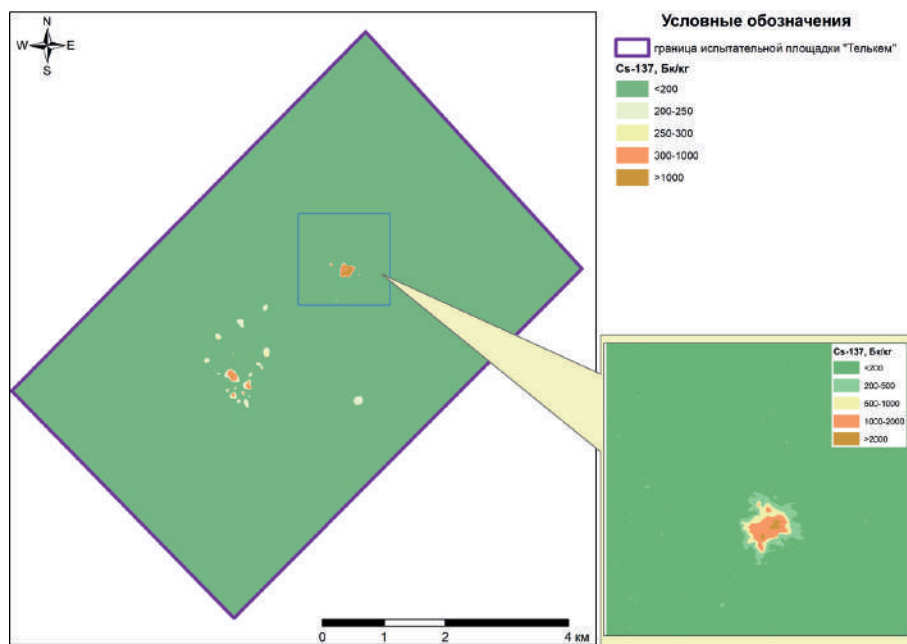 N
W E
S
Условные обозначения
граница испытательной площадки "Телькем"
Cs-137, Бк/кг
<200
200-250
250-300
300-1000
>1000
0 1 2 4 км
Cs-137, Бк/кг
<200
200-500
500-1000
1000-2000
>2000